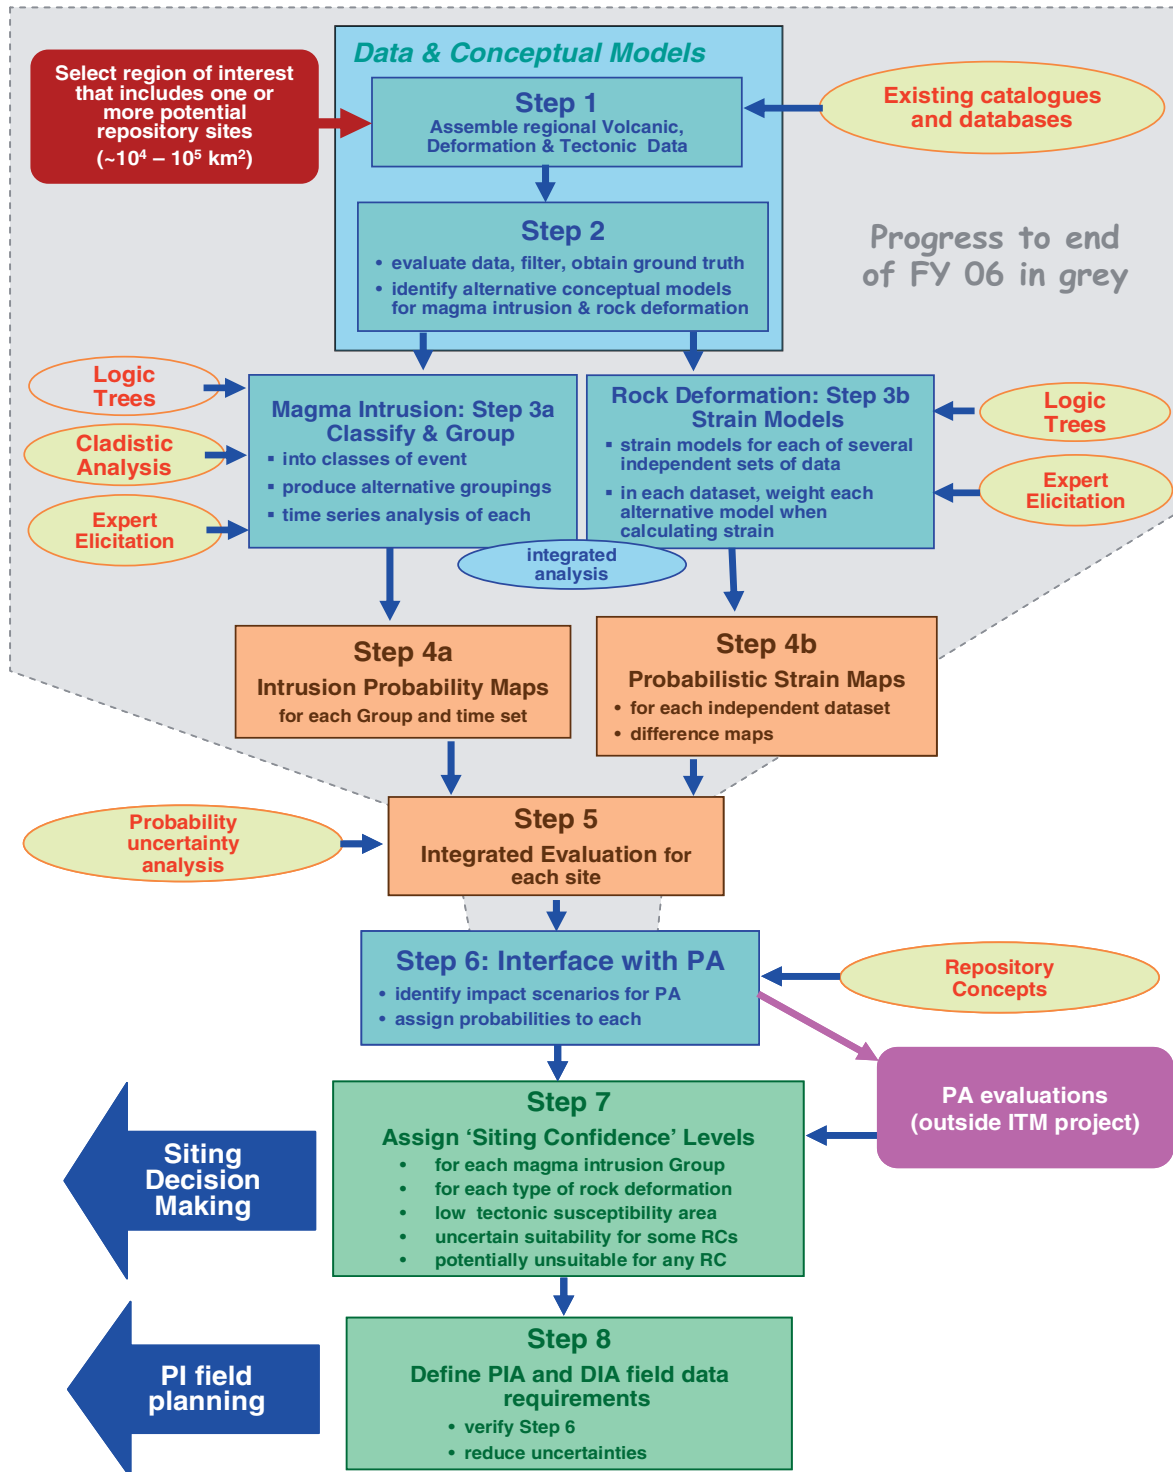 Data & Conceptual Models
Select region of interest
that includes one or
more potential
repository sites
(~10⁴ – 10⁵ km²)
Step 1
Assemble regional Volcanic,
Deformation & Tectonic Data
Existing catalogues
and databases
Step 2
• evaluate data, filter, obtain ground truth
• identify alternative conceptual models
for magma intrusion & rock deformation
Progress to end
of FY 06 in grey
Logic
Trees
Cladistic
Analysis
Expert
Elicitation
Magma Intrusion: Step 3a
Classify & Group
▪ into classes of event
▪ produce alternative groupings
▪ time series analysis of each
Rock Deformation: Step 3b
Strain Models
▪ strain models for each of several
independent sets of data
▪ in each dataset, weight each
alternative model when
calculating strain
Logic
Trees
Expert
Elicitation
integrated
analysis
Step 4a
Intrusion Probability Maps
for each Group and time set
Step 4b
Probabilistic Strain Maps
• for each independent dataset
• difference maps
Probability
uncertainty
analysis
Step 5
Integrated Evaluation for
each site
Step 6: Interface with PA
• identify impact scenarios for PA
• assign probabilities to each
Repository
Concepts
PA evaluations
(outside ITM project)
Step 7
Assign ‘Siting Confidence’ Levels
• for each magma intrusion Group
• for each type of rock deformation
• low tectonic susceptibility area
• uncertain suitability for some RCs
• potentially unsuitable for any RC
Siting
Decision
Making
Step 8
Define PIA and DIA field data
requirements
• verify Step 6
• reduce uncertainties
PI field
planning